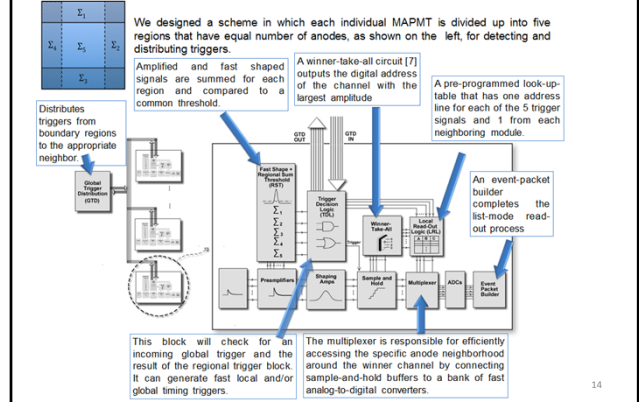 Σ1
Σ4
Σ5
Σ2
Σ3
We designed a scheme in which each individual MAPMT is divided up into five
regions that have equal number of anodes, as shown on the left, for detecting and
distributing triggers.
Amplified and fast shaped
signals are summed for each
region and compared to a
common threshold.
A winner-take-all circuit [7]
outputs the digital address
of the channel with the
largest amplitude
A pre-programmed look-up-
table that has one address
line for each of the 5 trigger
signals and 1 from each
neighboring module.
Distributes
triggers from
boundary regions
to the appropriate
neighbor.
An event-packet
builder
completes the
list-mode read-
out process
GTD
OUT
GTD
IN
Global
Trigger
Distribution
(GTD)
Fast Shape +
Regional Sum
Threshold
(RST)
Σ1
Σ2
Σ3
Σ4
Σ5
Trigger
Decision
Logic
(TDL)
Trigger
Winner-
Take-All
Local
Read-Out
Logic (LRL)
A B C
Preamplifiers
Shaping
Amps
Sample and
Hold
Multiplexer
ADCs
Event
Packet
Builder
This block will check for an
incoming global trigger and the
result of the regional trigger block.
It can generate fast local and/or
global timing triggers.
The multiplexer is responsible for efficiently
accessing the specific anode neighborhood
around the winner channel by connecting
sample-and-hold buffers to a bank of fast
analog-to-digital converters.
14